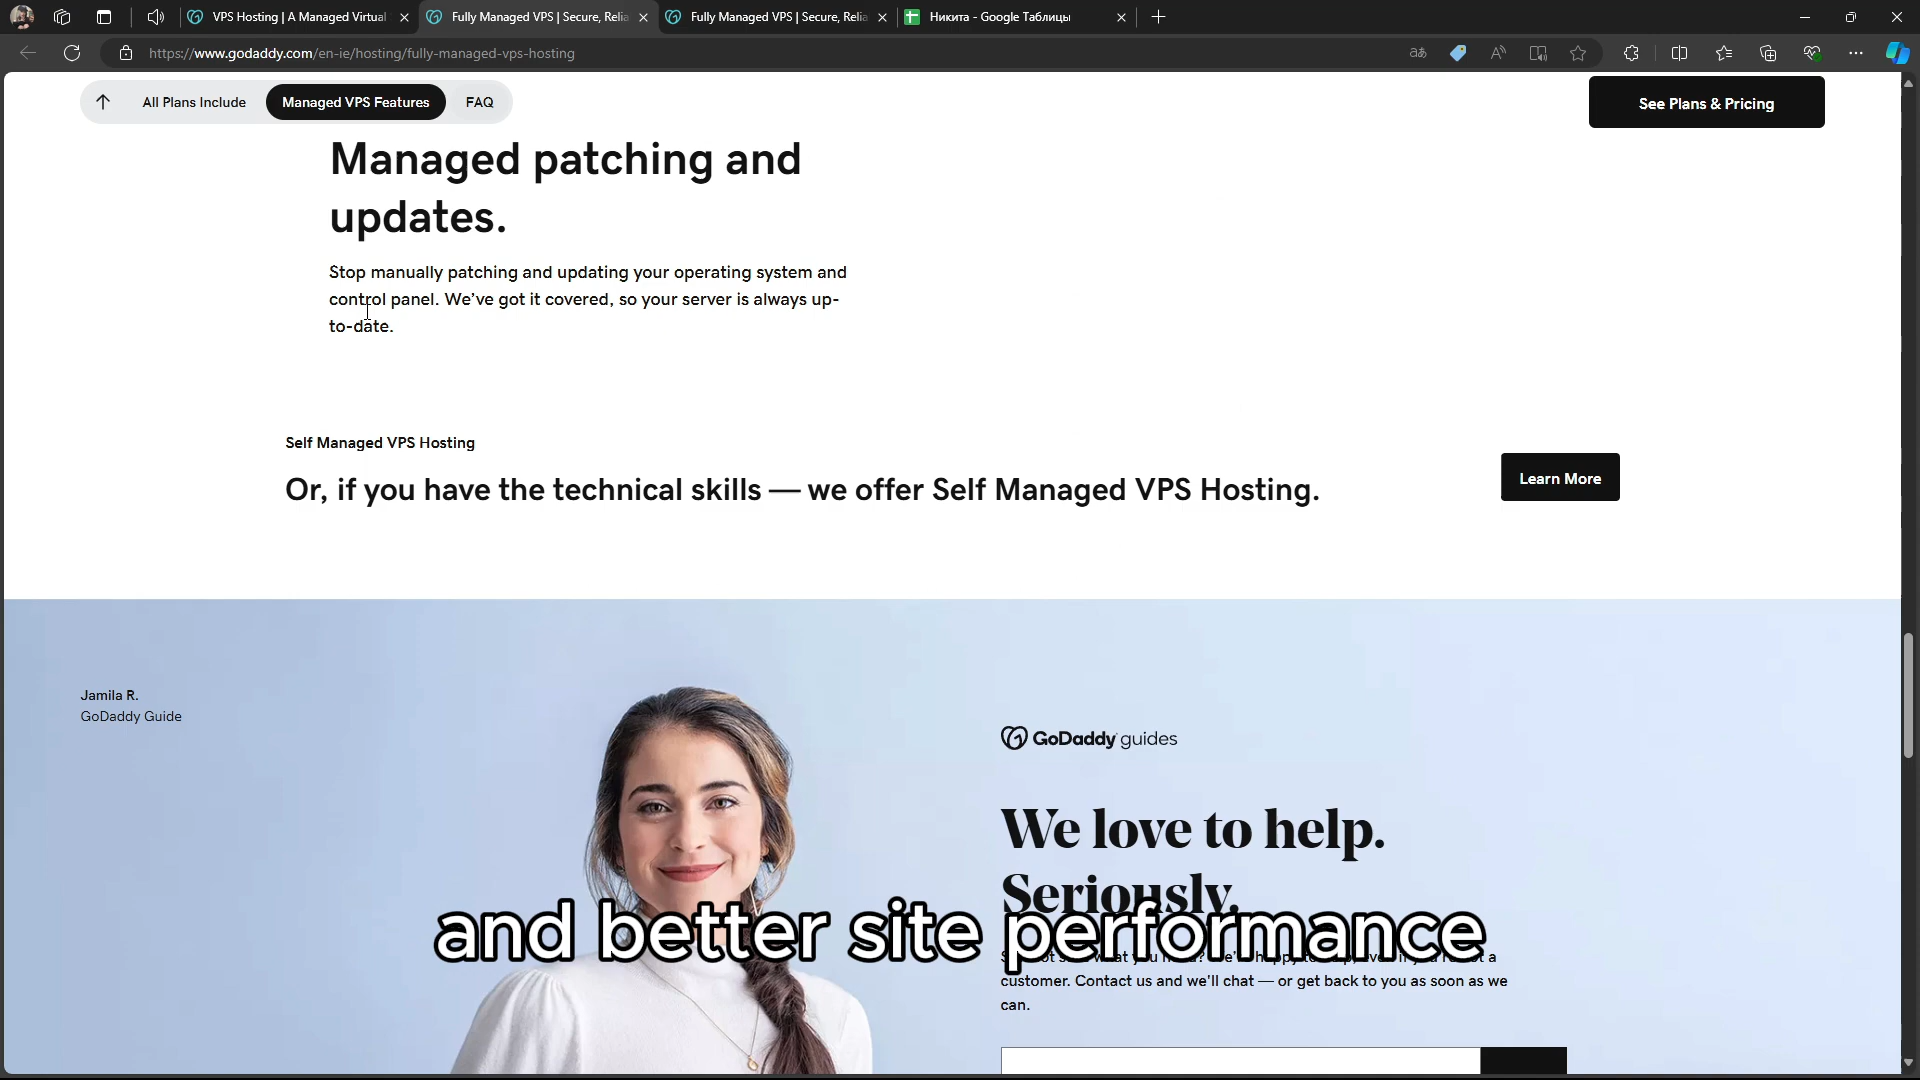 VPS Hosting | A Managed Virtual
Fully Managed VPS | Secure, Relia
Fully Managed VPS | Secure, Relia
Никита - Google Таблицы
https://www.godaddy.com/en-ie/hosting/fully-managed-vps-hosting
All Plans Include
Managed VPS Features
FAQ
See Plans & Pricing
Managed patching and
updates.
Stop manually patching and updating your operating system and
control panel. We've got it covered, so your server is always up-
to-date.
Self Managed VPS Hosting
Or, if you have the technical skills — we offer Self Managed VPS Hosting.
Learn More
Jamila R.
GoDaddy Guide
GoDaddy guides
We love to help.
Seriously.
and better site performance
customer. Contact us and we'll chat — or get back to you as soon as we
can.